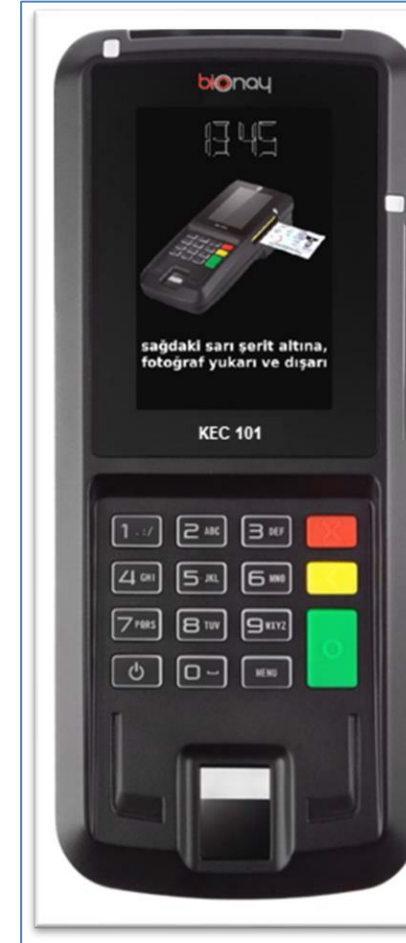 bionay
13 45
sağdaki sarı şerit altına,
fotoğraf yukarı ve dışarı
KEC 101
1 .:/ 2 ABC 3 DEF X
4 GHI 5 JKL 6 MNO <
7 PQRS 8 TUV 9 WXYZ O
0 MENU